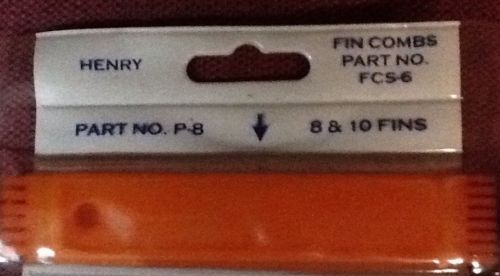 HENRY
FIN COMBS
PART NO.
FCS-6
PART NO. P-8
8 & 10 FINS